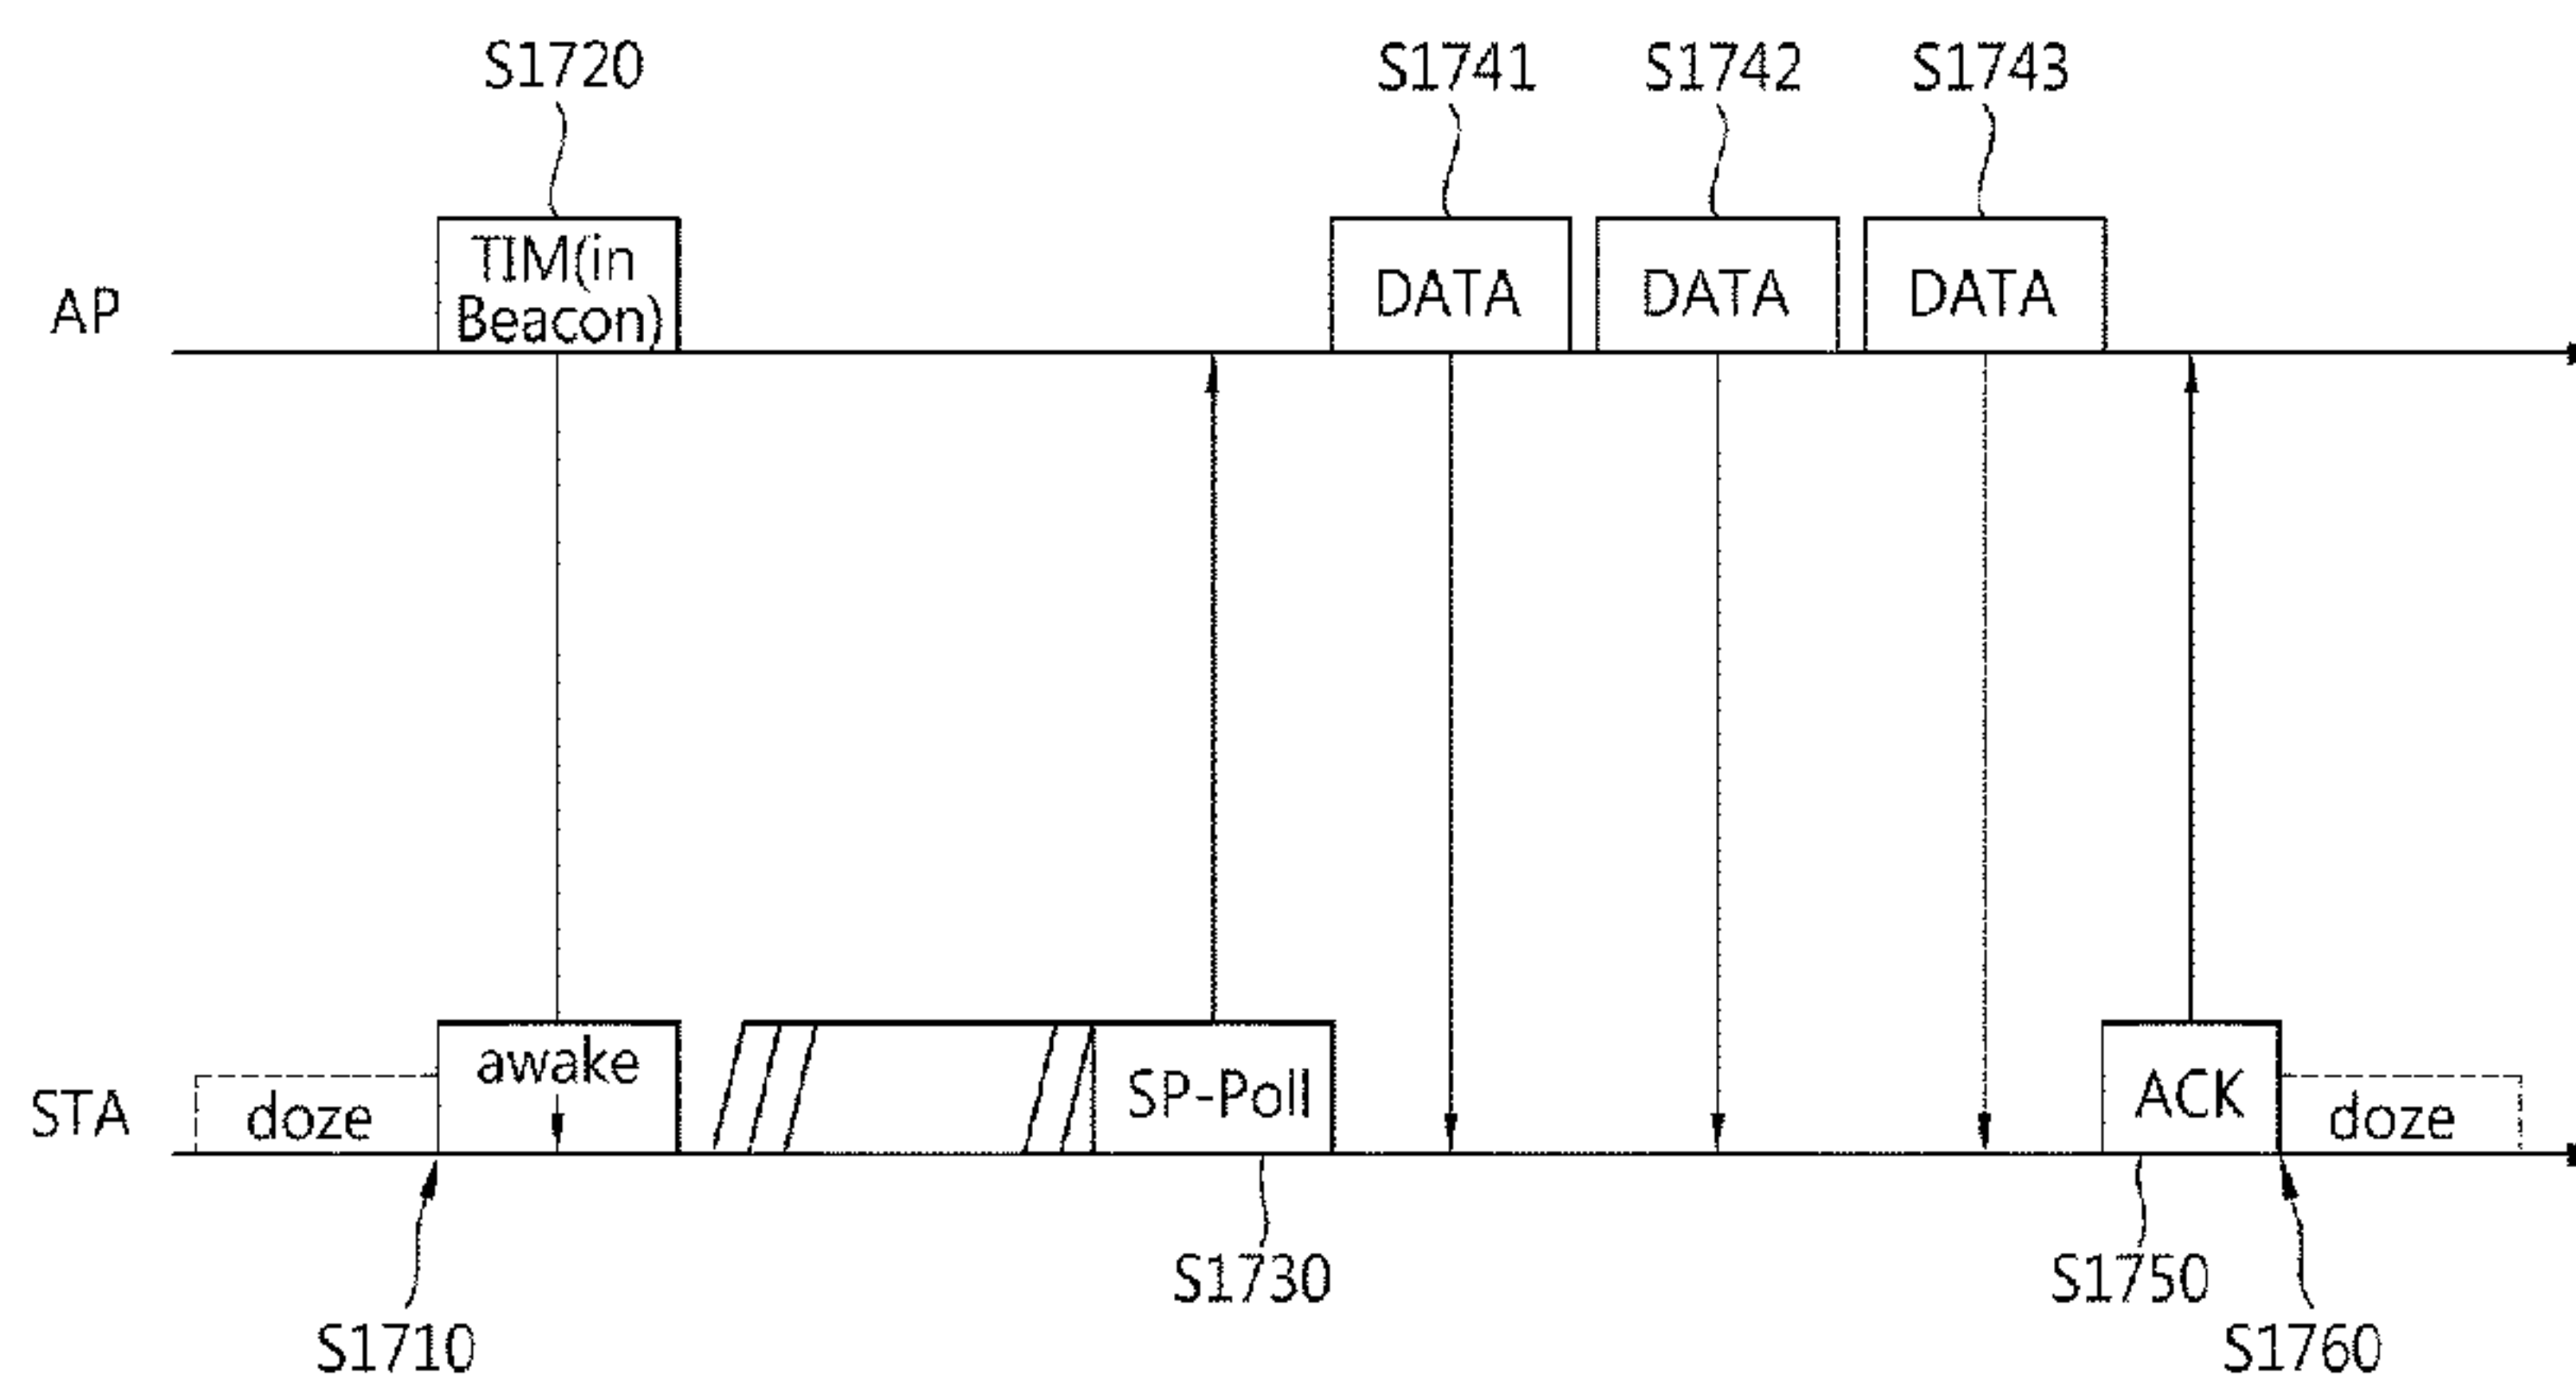 S1720
S1741
S1742
S1743
AP
TIM(in
Beacon)
DATA
DATA
DATA
STA
doze
awake
SP-Poll
ACK
doze
S1710
S1730
S1750
S1760